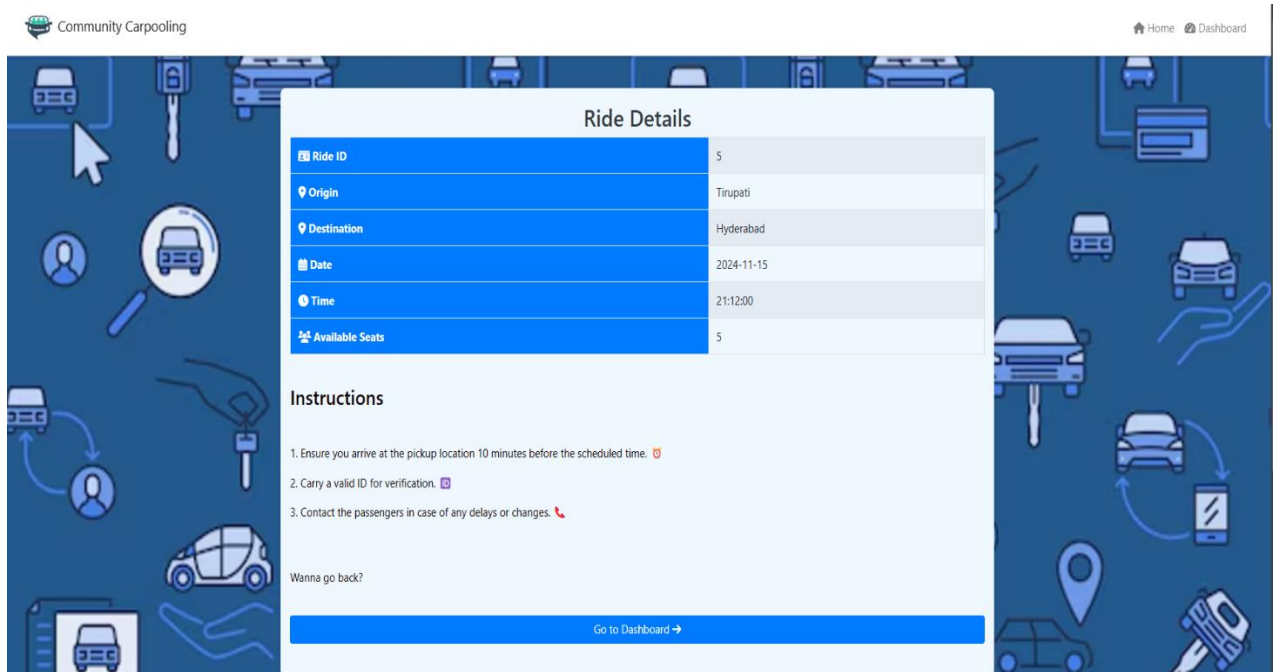 Community Carpooling
Home Dashboard
Ride Details
Ride ID 5
Origin Tirupati
Destination Hyderabad
Date 2024-11-15
Time 21:12:00
Available Seats 5
Instructions
1. Ensure you arrive at the pickup location 10 minutes before the scheduled time. ⏰
2. Carry a valid ID for verification. 🆔
3. Contact the passengers in case of any delays or changes. 📞
Wanna go back?
Go to Dashboard →